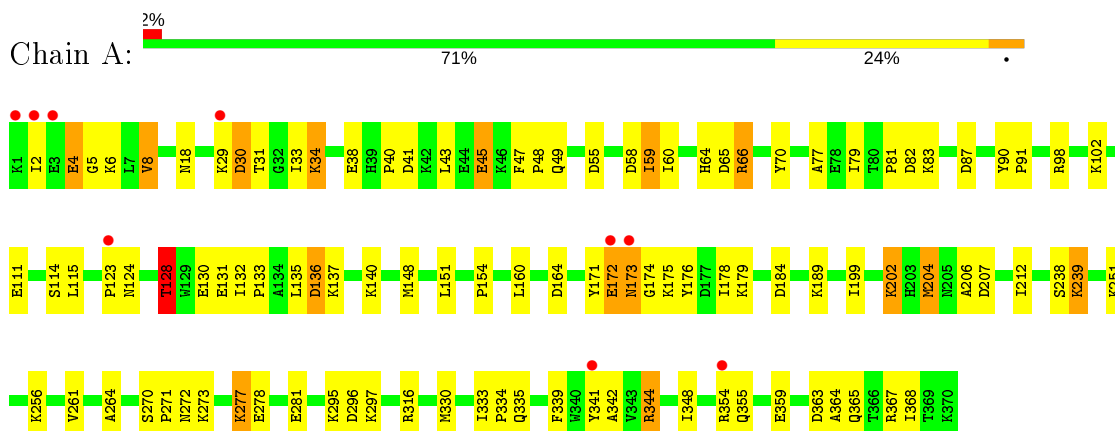 2%
Chain A:
71% 24% •
K1 I2 E3 E4 G5 K6 L7 V8 N18 K29 D30 T31 G32 I33 K34 E38 H39 P40 D41 K42 L43 E44 E45 K46 F47 P48 Q49 D55 D58 I59 I60 H64 D65 R66 Y70 A77 E78 I79 T80 P81 D82 K83 D87 Y90 P91 R98 K102
E111 S114 L115 P123 N124 T128 W129 E130 E131 I132 P133 A134 L135 D136 K137 K140 M148 L151 P154 L160 D164 Y171 E172 N173 G174 K175 Y176 D177 I178 K179 D184 K189 I199 K202 H203 M204 N205 A206 D207 I212 S238 K239 K251
K256 V261 A264 S270 P271 N272 K273 K277 E278 E281 K295 D296 K297 R316 M330 I333 P334 Q335 F339 W340 Y341 A342 V343 R344 I348 R354 Q355 E359 D363 A364 Q365 T366 R367 I368 T369 K370